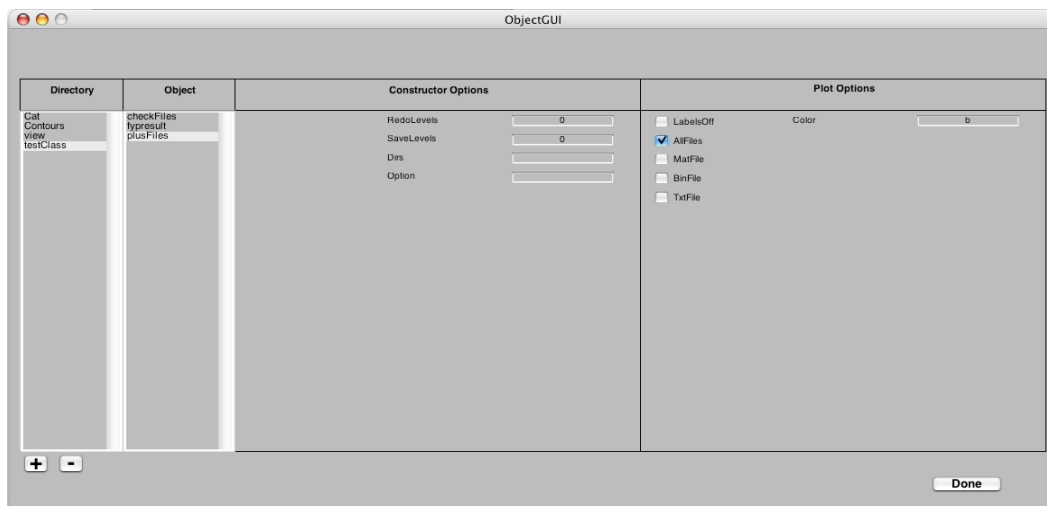 ObjectGUI
Directory Object Constructor Options Plot Options
Cat
Contours
view
testClass
checkFiles
fypresult
plusFiles
RedoLevels 0
SaveLevels 0
Dirs
Option
LabelsOff Color b
AllFiles
MatFile
BinFile
TxtFile
+ -
Done